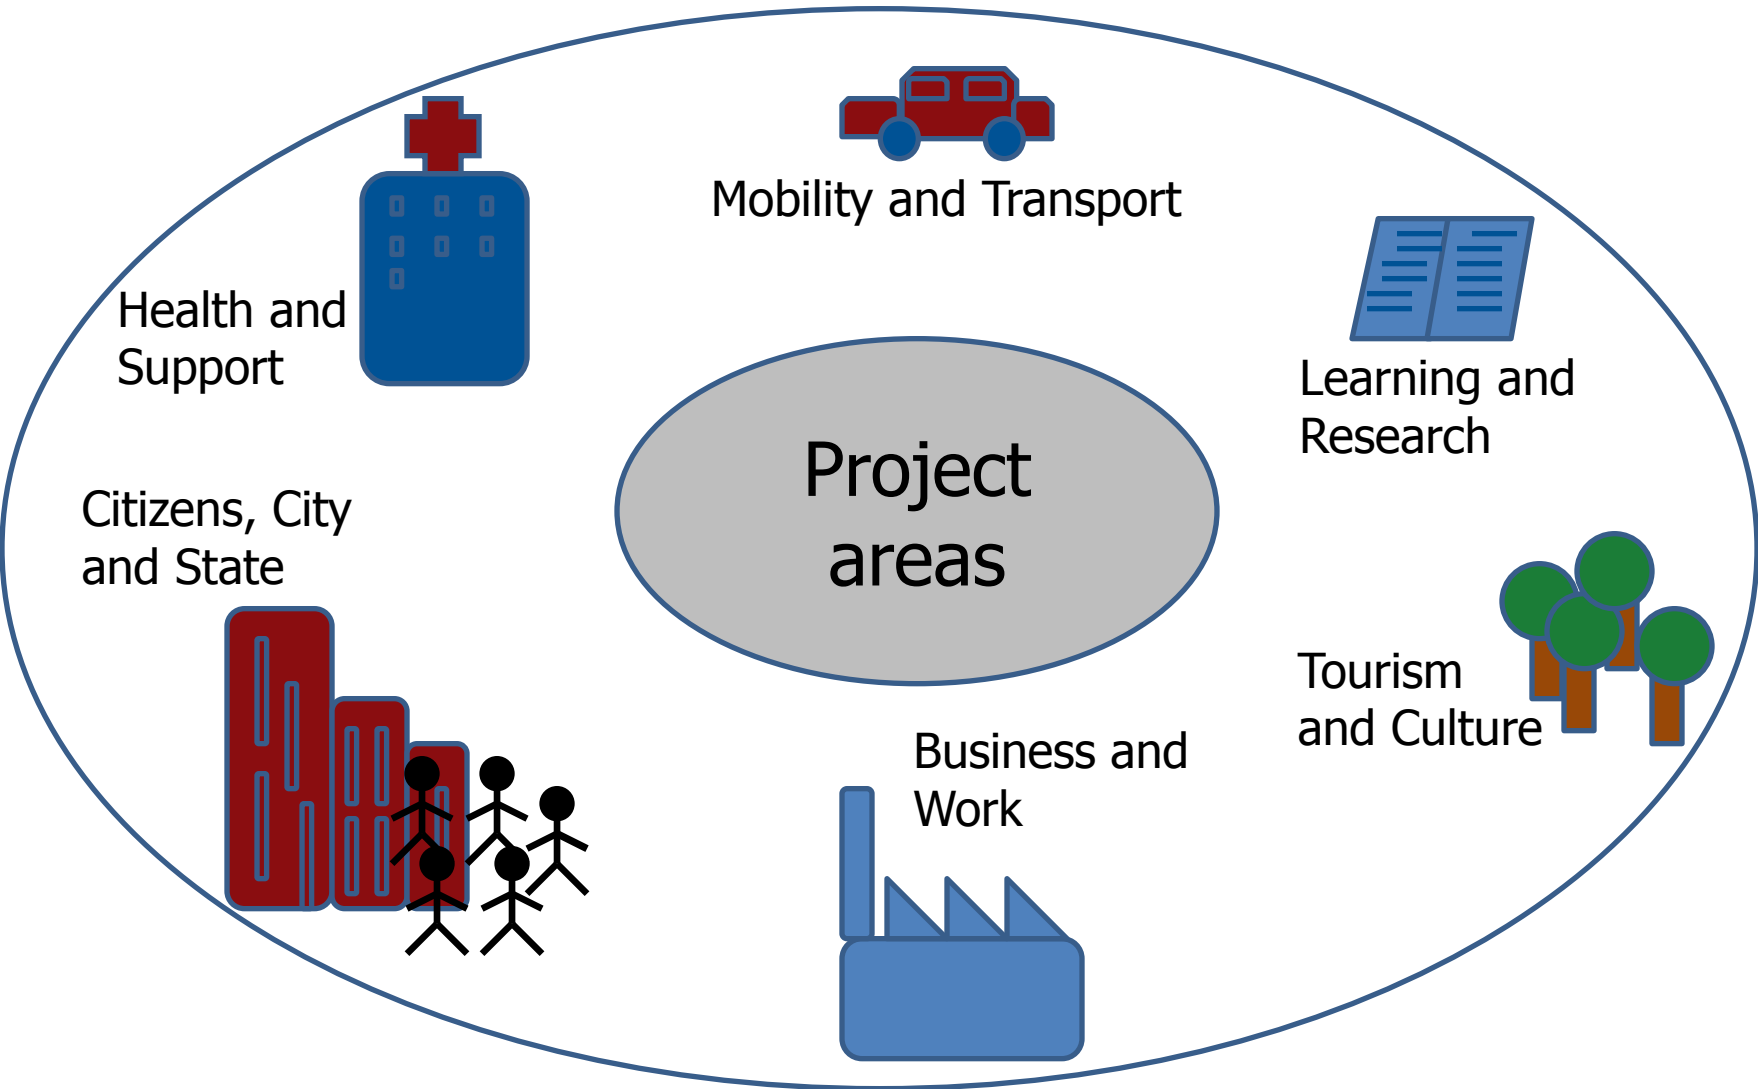 Mobility and Transport
Health and
Support
Learning and
Research
Project
areas
Citizens, City
and State
Tourism
and Culture
Business and
Work